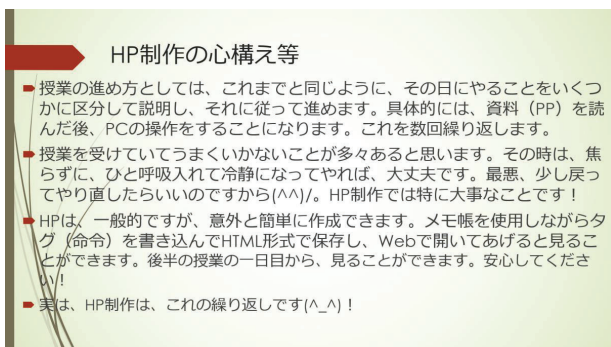 HP制作の心構え等
授業の進め方としては、これまでと同じように、その日にやることをいくつ
かに区分して説明し、それに従って進めます。具体的には、資料（PP）を読
んだ後、PCの操作をすることになります。これを数回繰り返します。
授業を受けていてうまくいかないことが多々あると思います。その時は、焦
らずに、ひと呼吸入れて冷静になってやれば、大丈夫です。最悪、少し戻っ
てやり直したらいいのですから(^^)/。HP制作では特に大事なことです！
HPは、一般的ですが、意外と簡単に作成できます。メモ帳を使用しながらタ
グ（命令）を書き込んでHTML形式で保存し、Webで開いてあげると見るこ
とができます。後半の授業の一日目から、見ることができます。安心してくださ
い！
実は、HP制作は、これの繰り返しです(^_^)！